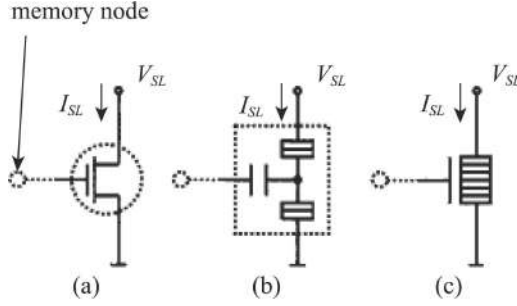 memory node
V_SL V_SL V_SL
I_SL I_SL I_SL
(a) (b) (c)